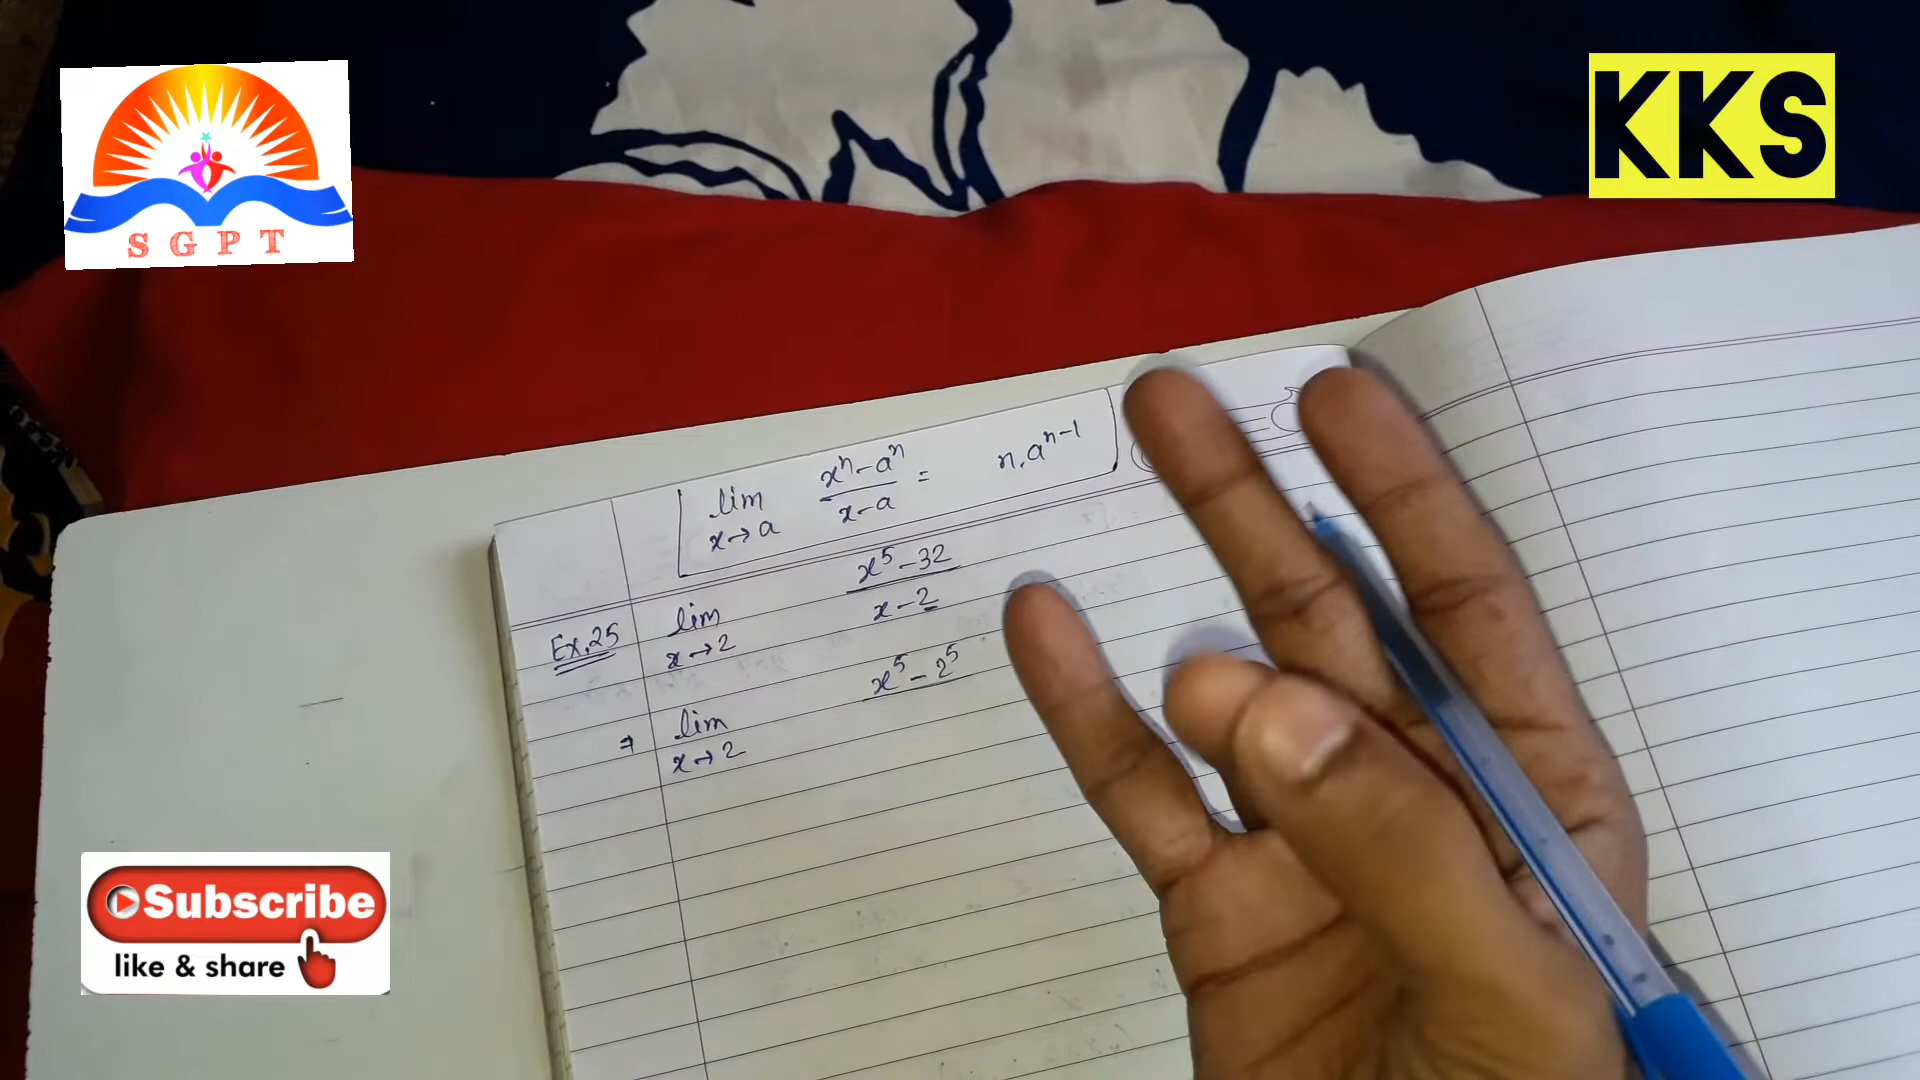 SGPT
KKS
lim x→a (xⁿ-aⁿ)/(x-a) = n.aⁿ⁻¹
Ex.25 lim x→2 (x⁵-32)/(x-2)
⇒ lim x→2 x⁵-2⁵
Subscribe
like & share